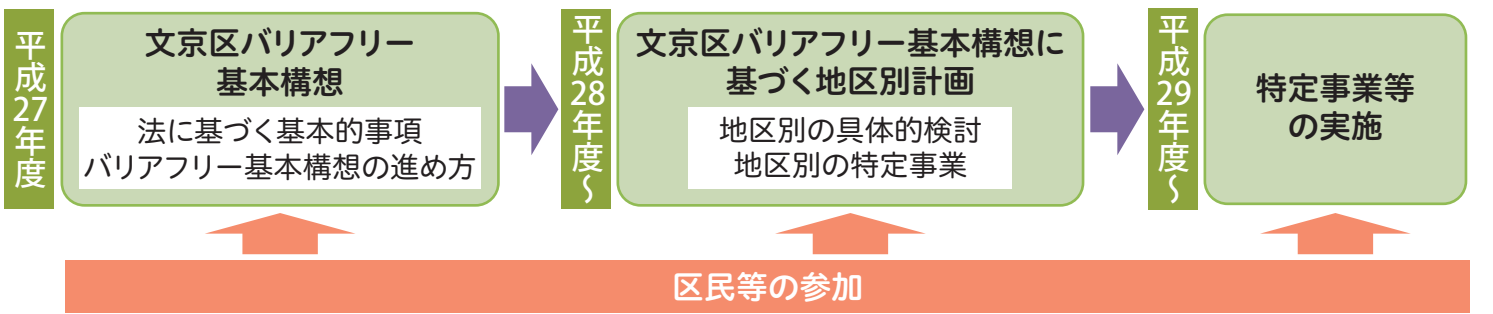 平成27年度
文京区バリアフリー
基本構想
法に基づく基本的事項
バリアフリー基本構想の進め方
平成28年度〜
文京区バリアフリー基本構想に
基づく地区別計画
地区別の具体的検討
地区別の特定事業
平成29年度〜
特定事業等
の実施
区民等の参加